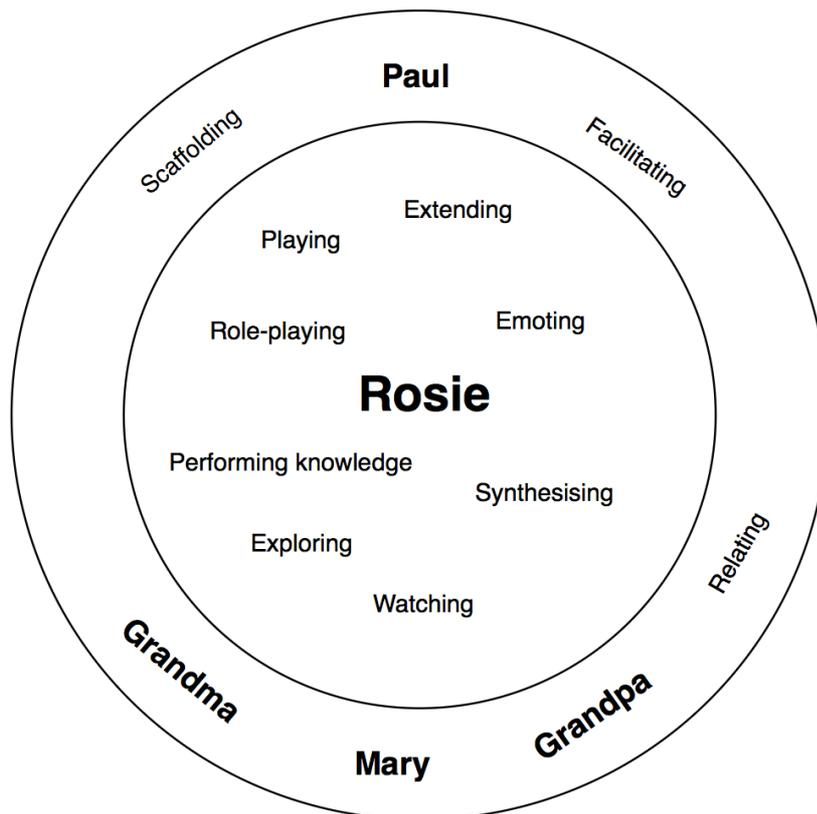 Paul
Scaffolding
Facilitating
Extending
Playing
Emoting
Role-playing
Rosie
Performing knowledge
Synthesising
Exploring
Relating
Watching
Grandma
Grandpa
Mary